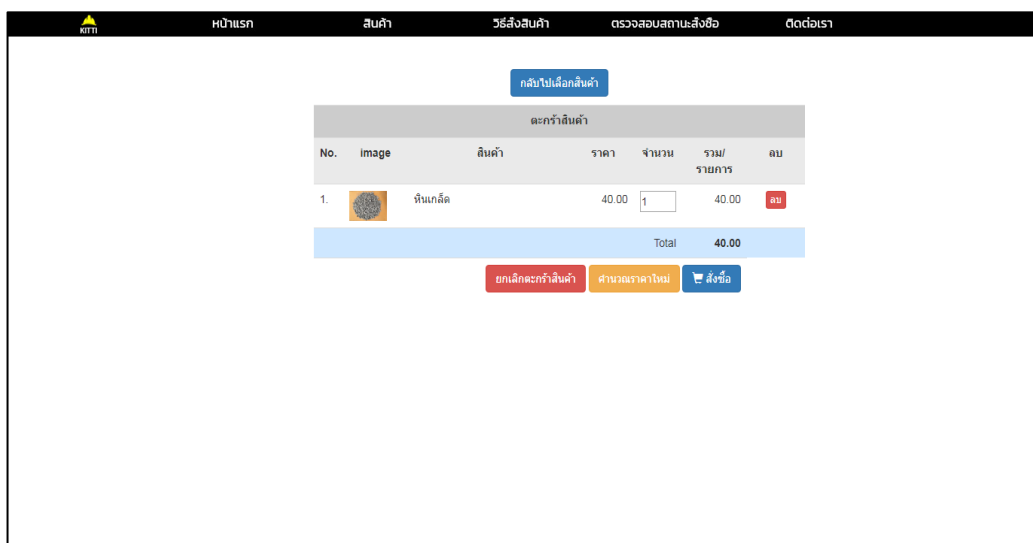 KITTI
หน้าแรก
สินค้า
วิธีสั่งสินค้า
ตรวจสอบสถานะสั่งซือ
ติดต่อเรา
กลับไปเลือกสินค้า
ตะกร้าสินค้า
No. image สินค้า ราคา จำนวน รวม/ ลบ
รายการ
1. หินเกล็ด 40.00 1 40.00 ลบ
Total 40.00
ยกเลิกตะกร้าสินค้า คำนวณราคาใหม่ สั่งซื้อ